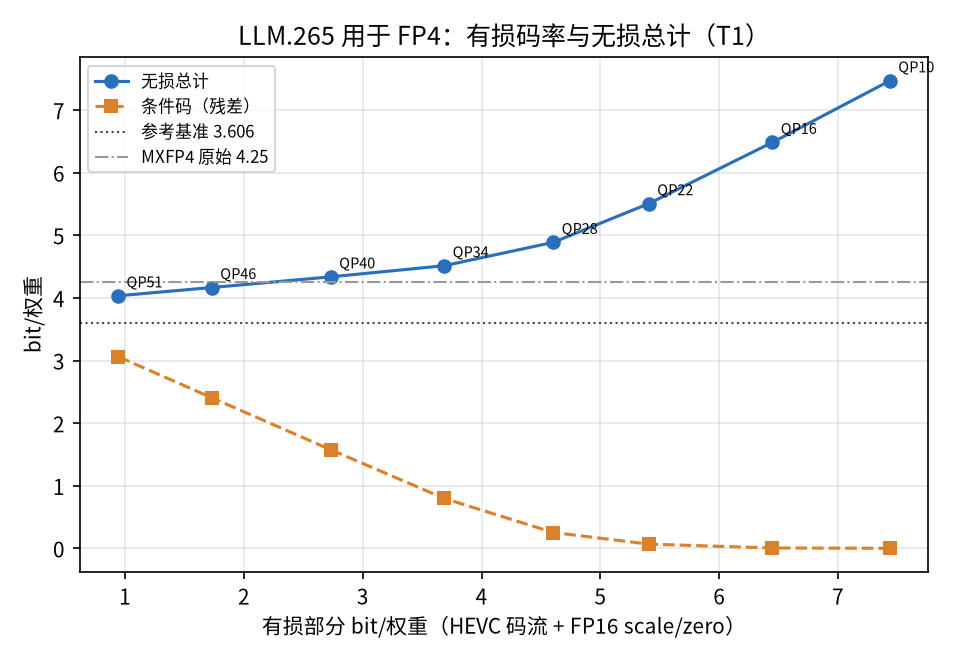 LLM.265 用于 FP4：有损码率与无损总计（T1）
无损总计
条件码（残差）
参考基准 3.606
MXFP4 原始 4.25
QP10
QP16
QP22
QP28
QP34
QP40
QP46
QP51
bit/权重
7
6
5
4
3
2
1
0
1 2 3 4 5 6 7
有损部分 bit/权重（HEVC 码流 + FP16 scale/zero）